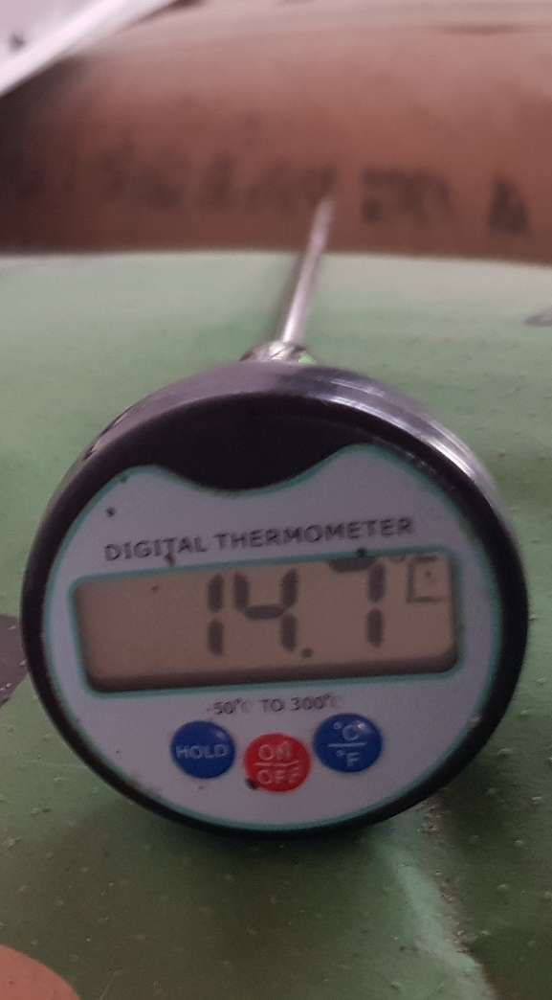 DIGITAL THERMOMETER
14.7
-50°C TO 300°C
HOLD
ON
OFF
°C
°F